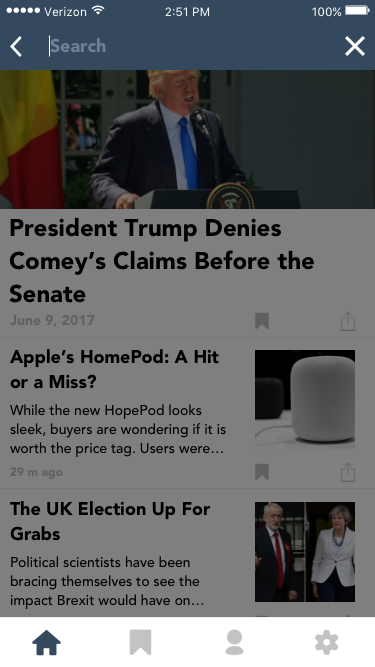 Verizon 2:51 PM 100%
Search
President Trump Denies
Comey's Claims Before the
Senate
June 9, 2017
Apple's HomePod: A Hit
or a Miss?
While the new HopePod looks
sleek, buyers are wondering if it is
worth the price tag. Users were...
29 m ago
The UK Election Up For
Grabs
Political scientists have been
bracing themselves to see the
impact Brexit would have on...